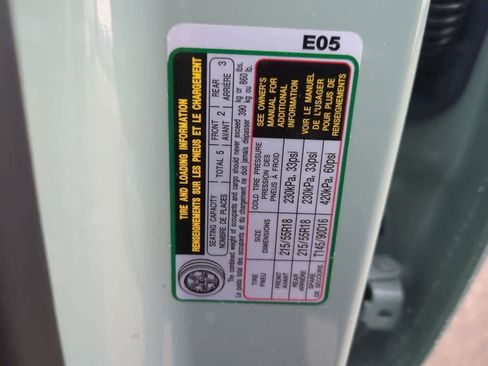 E05
TIRE AND LOADING INFORMATION
RENSEIGNEMENTS SUR LES PNEUS ET LE CHARGEMENT
SEATING CAPACITY TOTAL 5 FRONT 2 REAR 3
NOMBRE DE PLACES AVANT ARRIÈRE
The combined weight of occupants and cargo should never exceed 390 kg or 860 lb.
Le poids total des occupants et du chargement, ne doit jamais dépasser 390 kg ou 860 lb.
TIRE SIZE COLD TIRE PRESSURE
PNEU DIMENSIONS PRESSION DES
PNEUS À FROID
FRONT 215/55R18 230kPa, 33psi
AVANT
REAR 215/55R18 230kPa, 33psi
ARRIÈRE
SPARE T145/90D16 420kPa, 60psi
DE SECOURS
SEE OWNER'S
MANUAL FOR
ADDITIONAL
INFORMATION
VOIR LE MANUEL
DE L'USAGER
POUR PLUS DE
RENSEIGNEMENTS